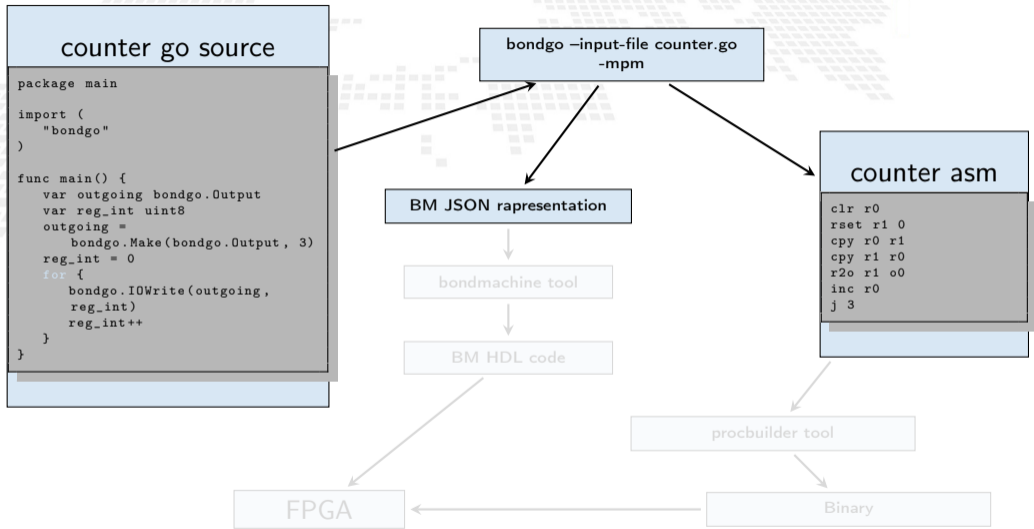 counter go source
package main
import (
"bondgo"
)
func main() {
var outgoing bondgo.Output
var reg_int uint8
outgoing =
bondgo.Make(bondgo.Output, 3)
reg_int = 0
for {
bondgo.IOWrite(outgoing,
reg_int)
reg_int++
}
}
bondgo –input-file counter.go
-mpm
BM JSON rapresentation
bondmachine tool
BM HDL code
FPGA
counter asm
clr r0
rset r1 0
cpy r0 r1
cpy r1 r0
r2o r1 o0
inc r0
j 3
procbuilder tool
Binary